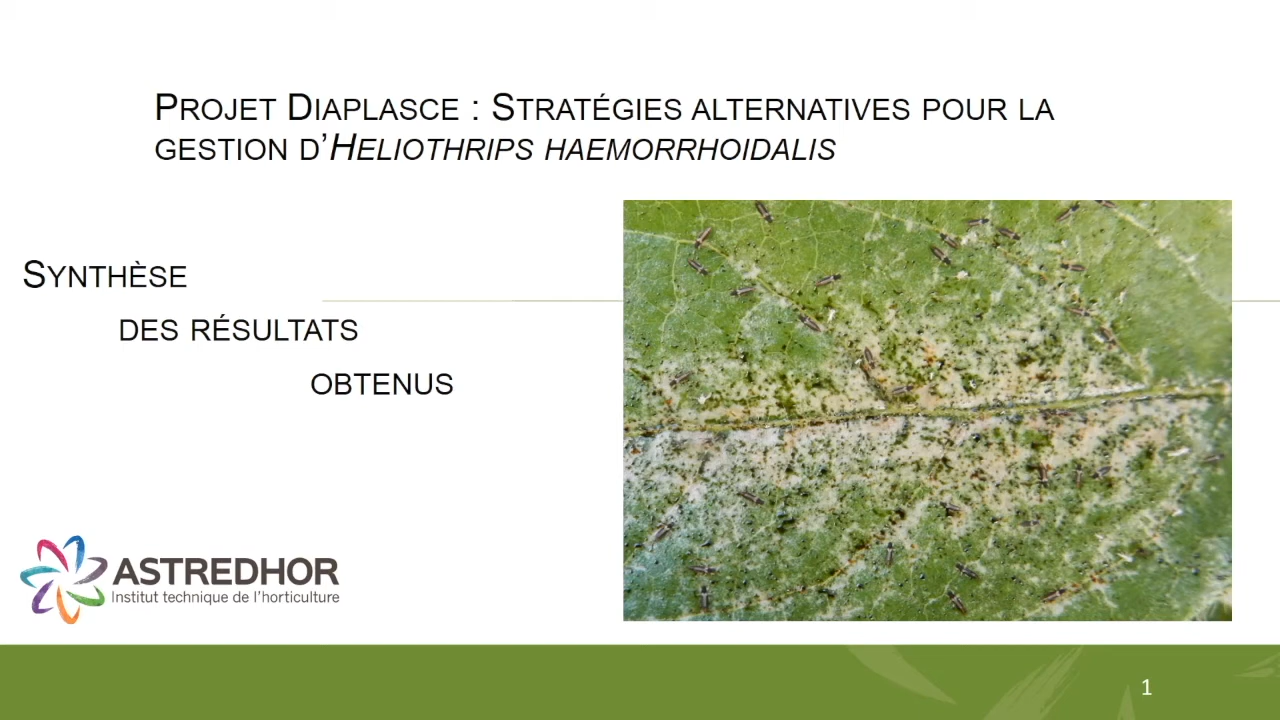 Projet Diaplasce : Stratégies alternatives pour la
gestion d’Heliothrips haemorrhoidalis
Synthèse
des résultats
obtenus
ASTREDHOR
Institut technique de l'horticulture
1